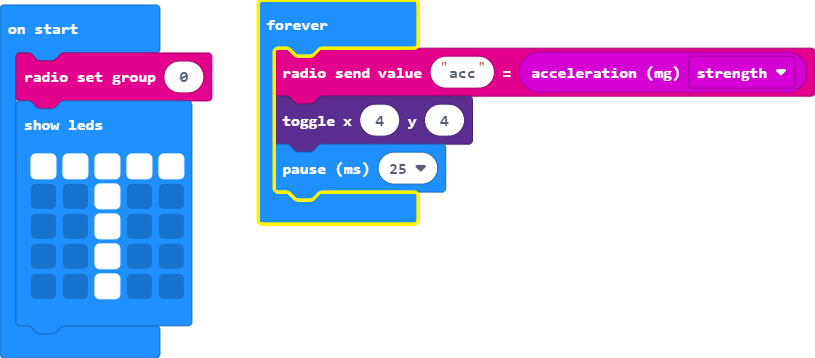 on start
radio set group 0
show leds
forever
radio send value "acc" = acceleration (mg) strength
toggle x 4 y 4
pause (ms) 25